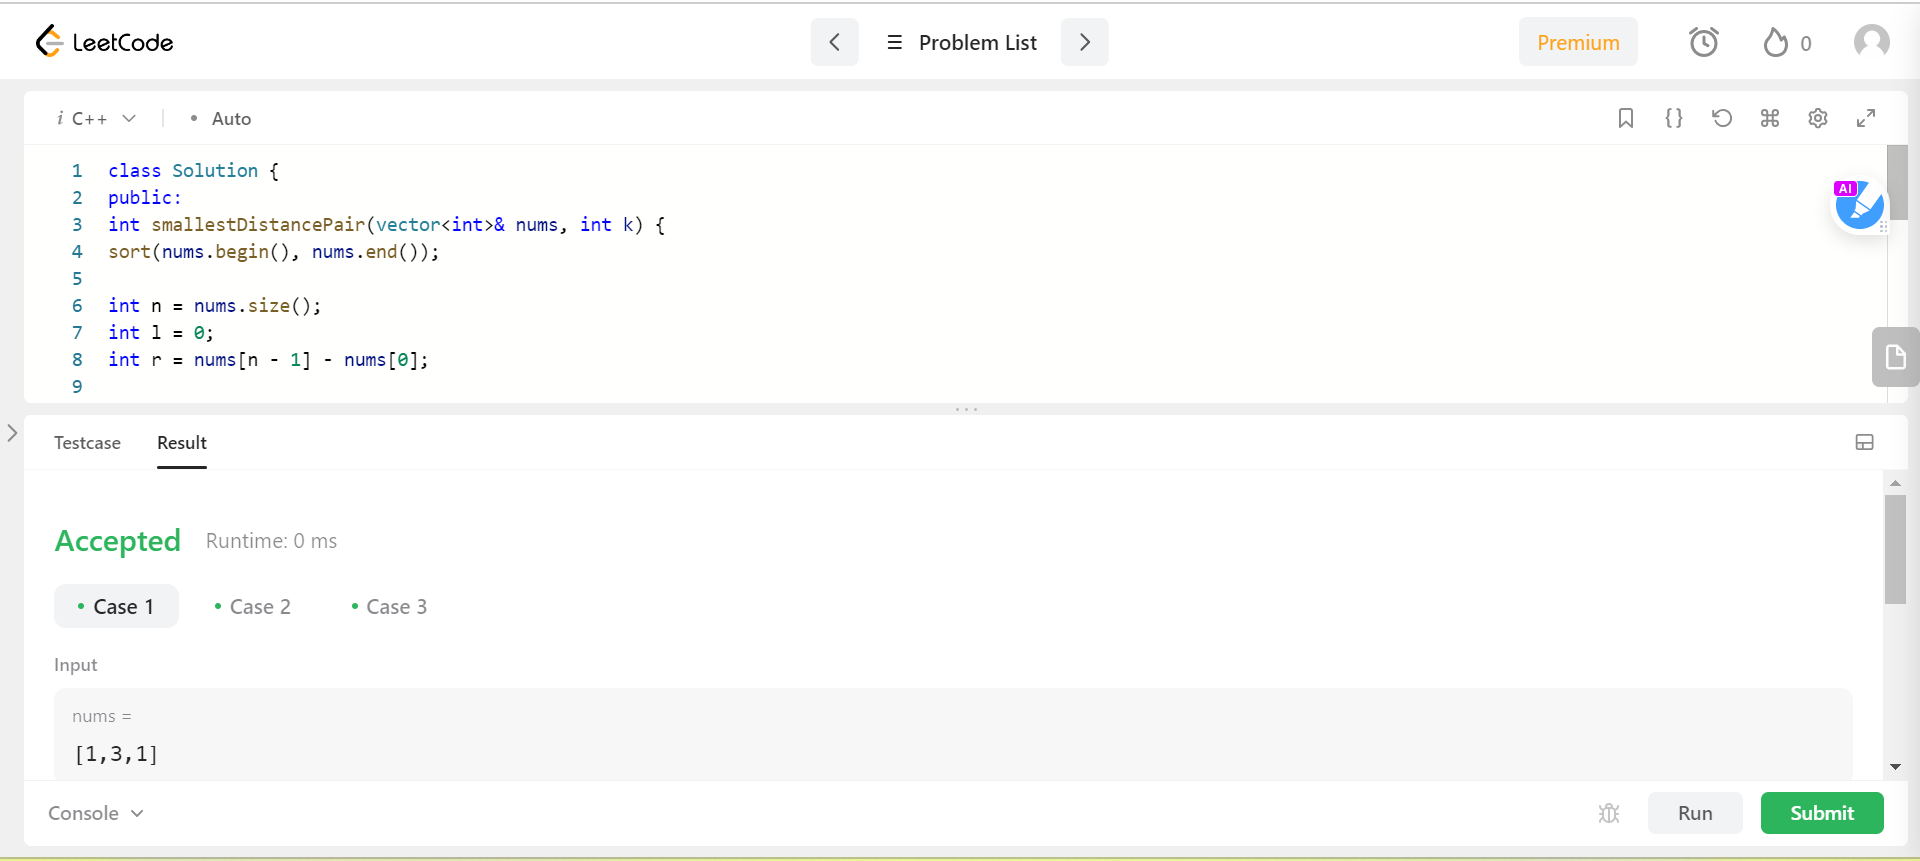 LeetCode
Problem List
Premium
0
i C++
Auto
AI
1 class Solution {
2 public:
3 int smallestDistancePair(vector<int>& nums, int k) {
4 sort(nums.begin(), nums.end());
5
6 int n = nums.size();
7 int l = 0;
8 int r = nums[n - 1] - nums[0];
9
Testcase Result
Accepted Runtime: 0 ms
Case 1 Case 2 Case 3
Input
nums =
[1,3,1]
Console Run Submit